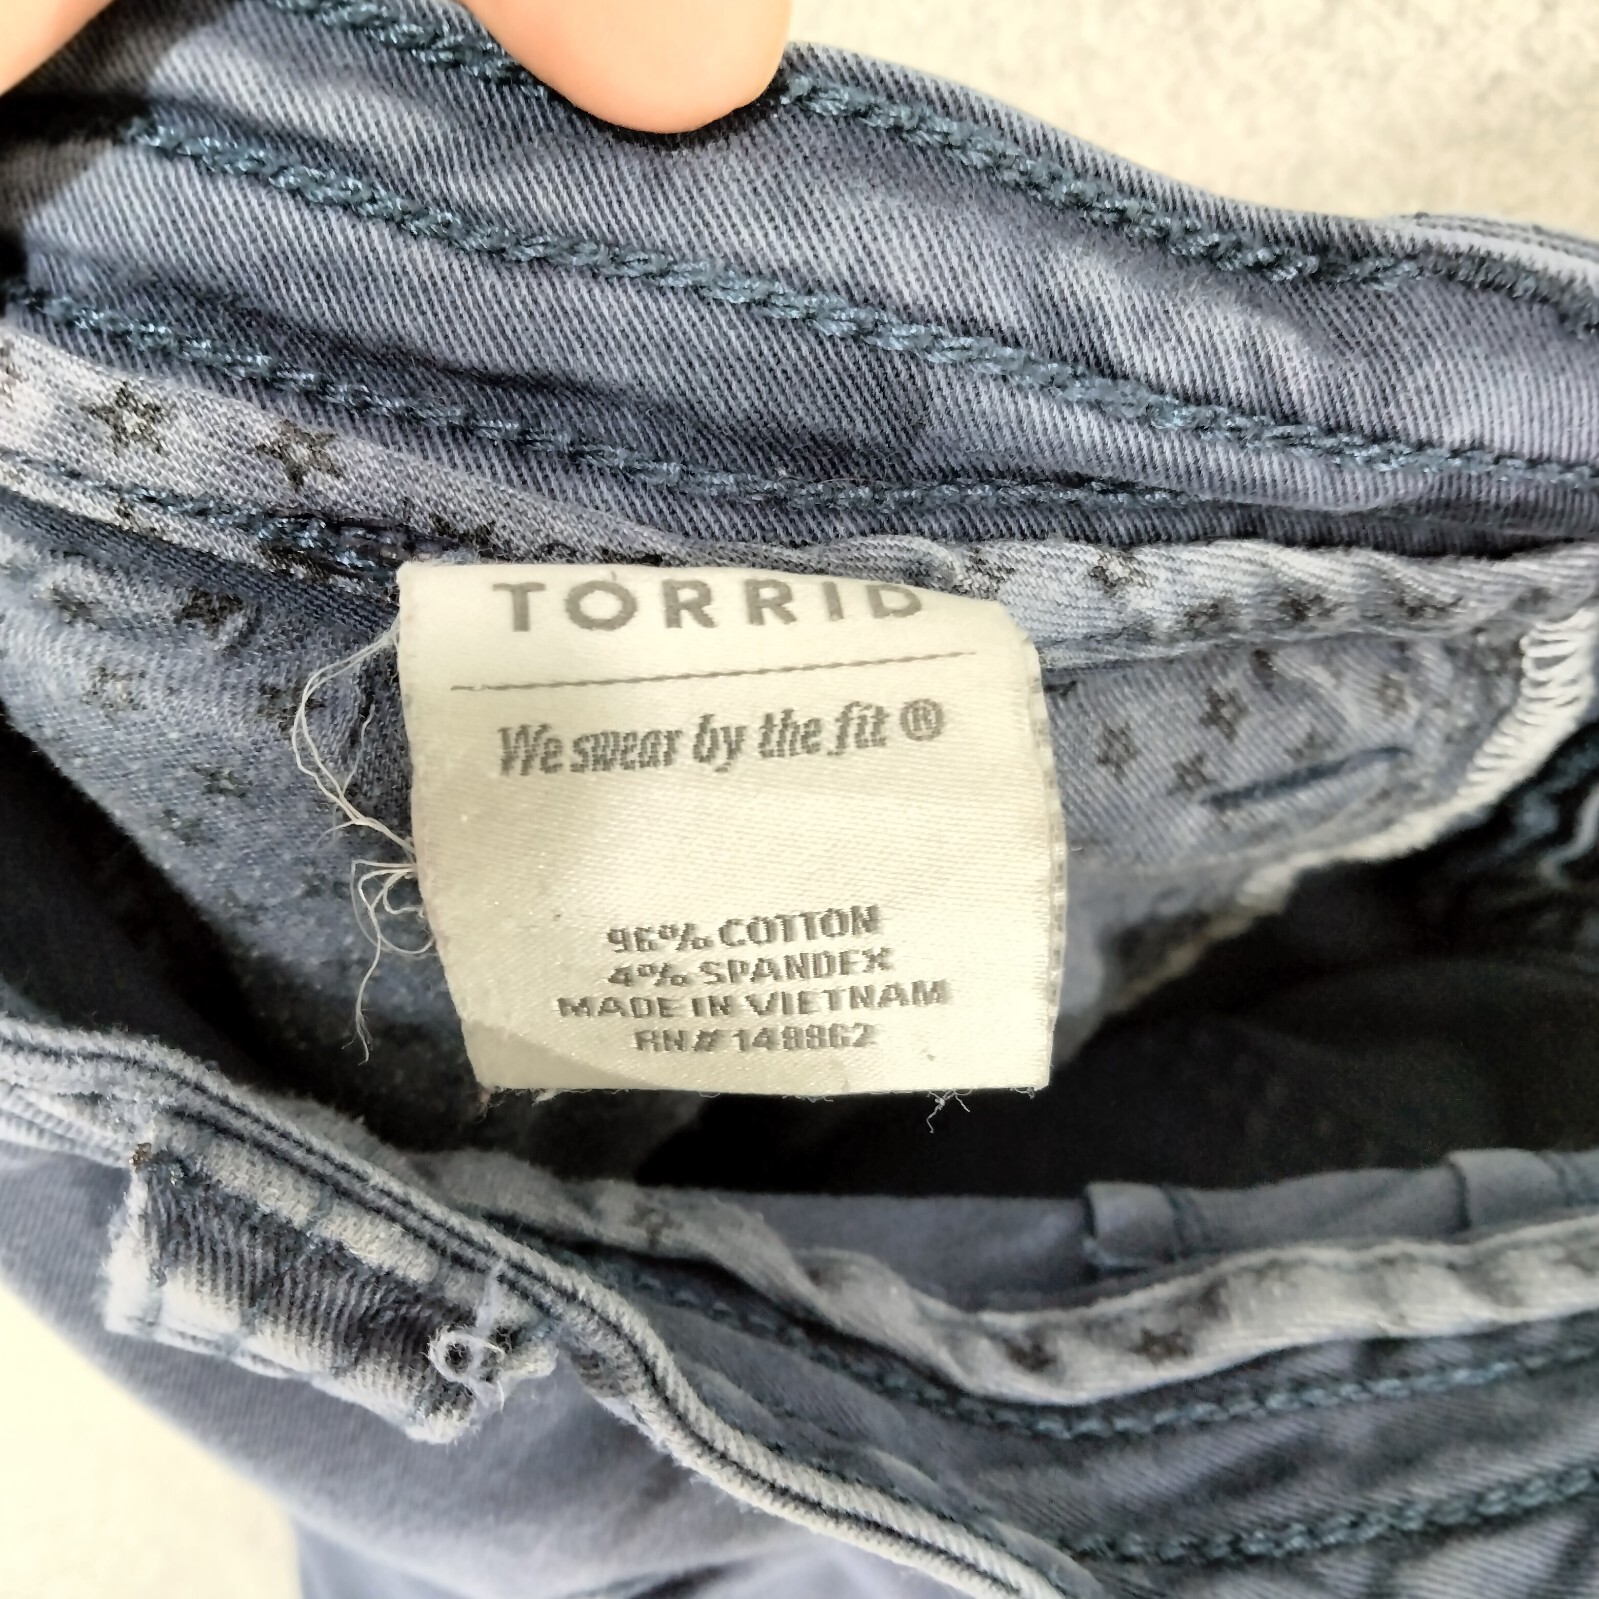 TORRID
We swear by the fit ®
96% COTTON
4% SPANDEX
MADE IN VIETNAM
RN# 148862